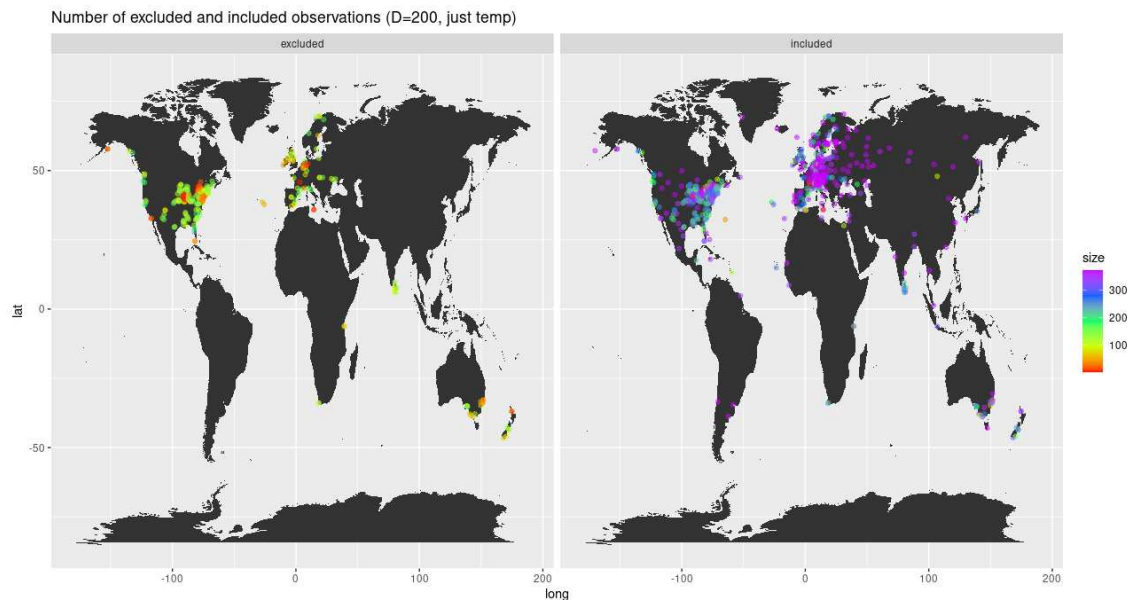 Number of excluded and included observations (D=200, just temp)
excluded
included
50
0
-50
lat
-100
0
100
200
-100
0
100
200
long
size
300
200
100